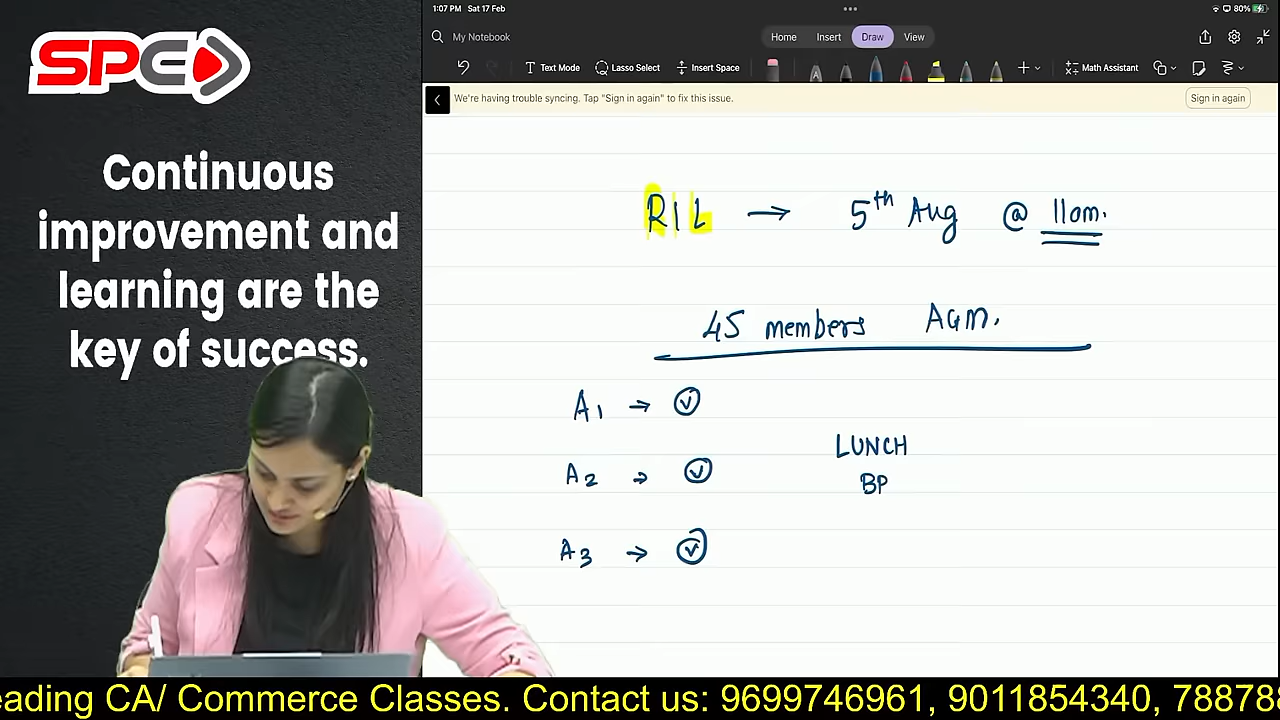 SPC
Continuous
improvement and
learning are the
key of success.
1:07 PM Sat 17 Feb
80%
My Notebook
Home Insert Draw View
Text Mode Lasso Select Insert Space Math Assistant
We're having trouble syncing. Tap "Sign in again" to fix this issue.
Sign in again
RIL → 5th Aug @ 11am.
45 members AGM.
A1 → ✓
A2 → ✓
A3 → ✓
LUNCH
BP
eading CA/ Commerce Classes. Contact us: 9699746961, 9011854340, 78878